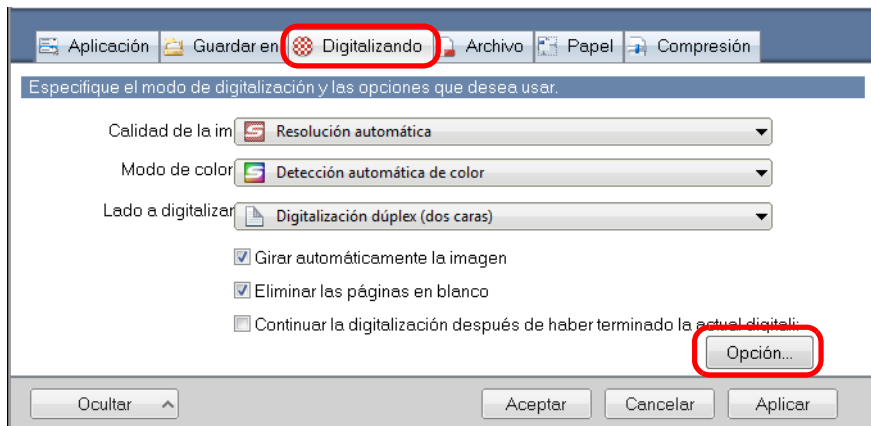 Aplicación Guardar en Digitalizando Archivo Papel Compresión
Especifique el modo de digitalización y las opciones que desea usar.
Calidad de la im Resolución automática
Modo de color Detección automática de color
Lado a digitalizar Digitalización dúplex (dos caras)
Girar automáticamente la imagen
Eliminar las páginas en blanco
Continuar la digitalización después de haber terminado la actual digitali
Opción...
Ocultar Aceptar Cancelar Aplicar